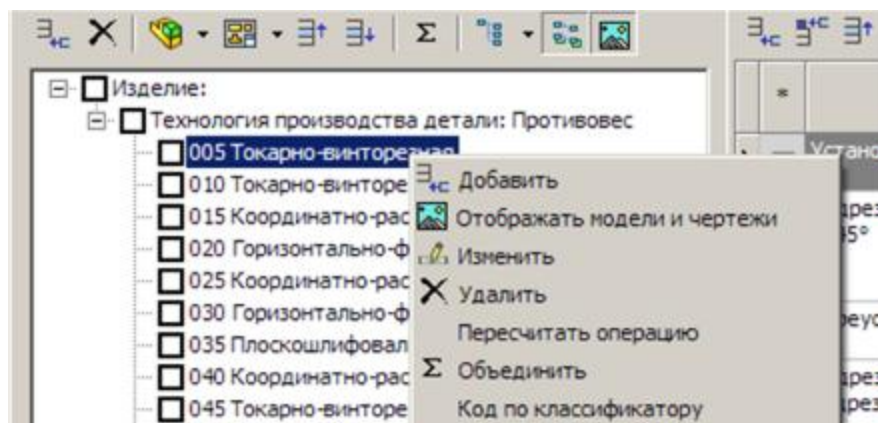 Изделие:
Технология производства детали: Противовес
005 Токарно-винторезная
010 Токарно-винторе
015 Координатно-рас
020 Горизонтально-ф
025 Координатно-рас
030 Горизонтально-ф
035 Плоскошлифовал
040 Координатно-рас
045 Токарно-винторе
Добавить
Отображать модели и чертежи
Изменить
Удалить
Пересчитать операцию
Σ Объединить
Код по классификатору
*
Устано
45°